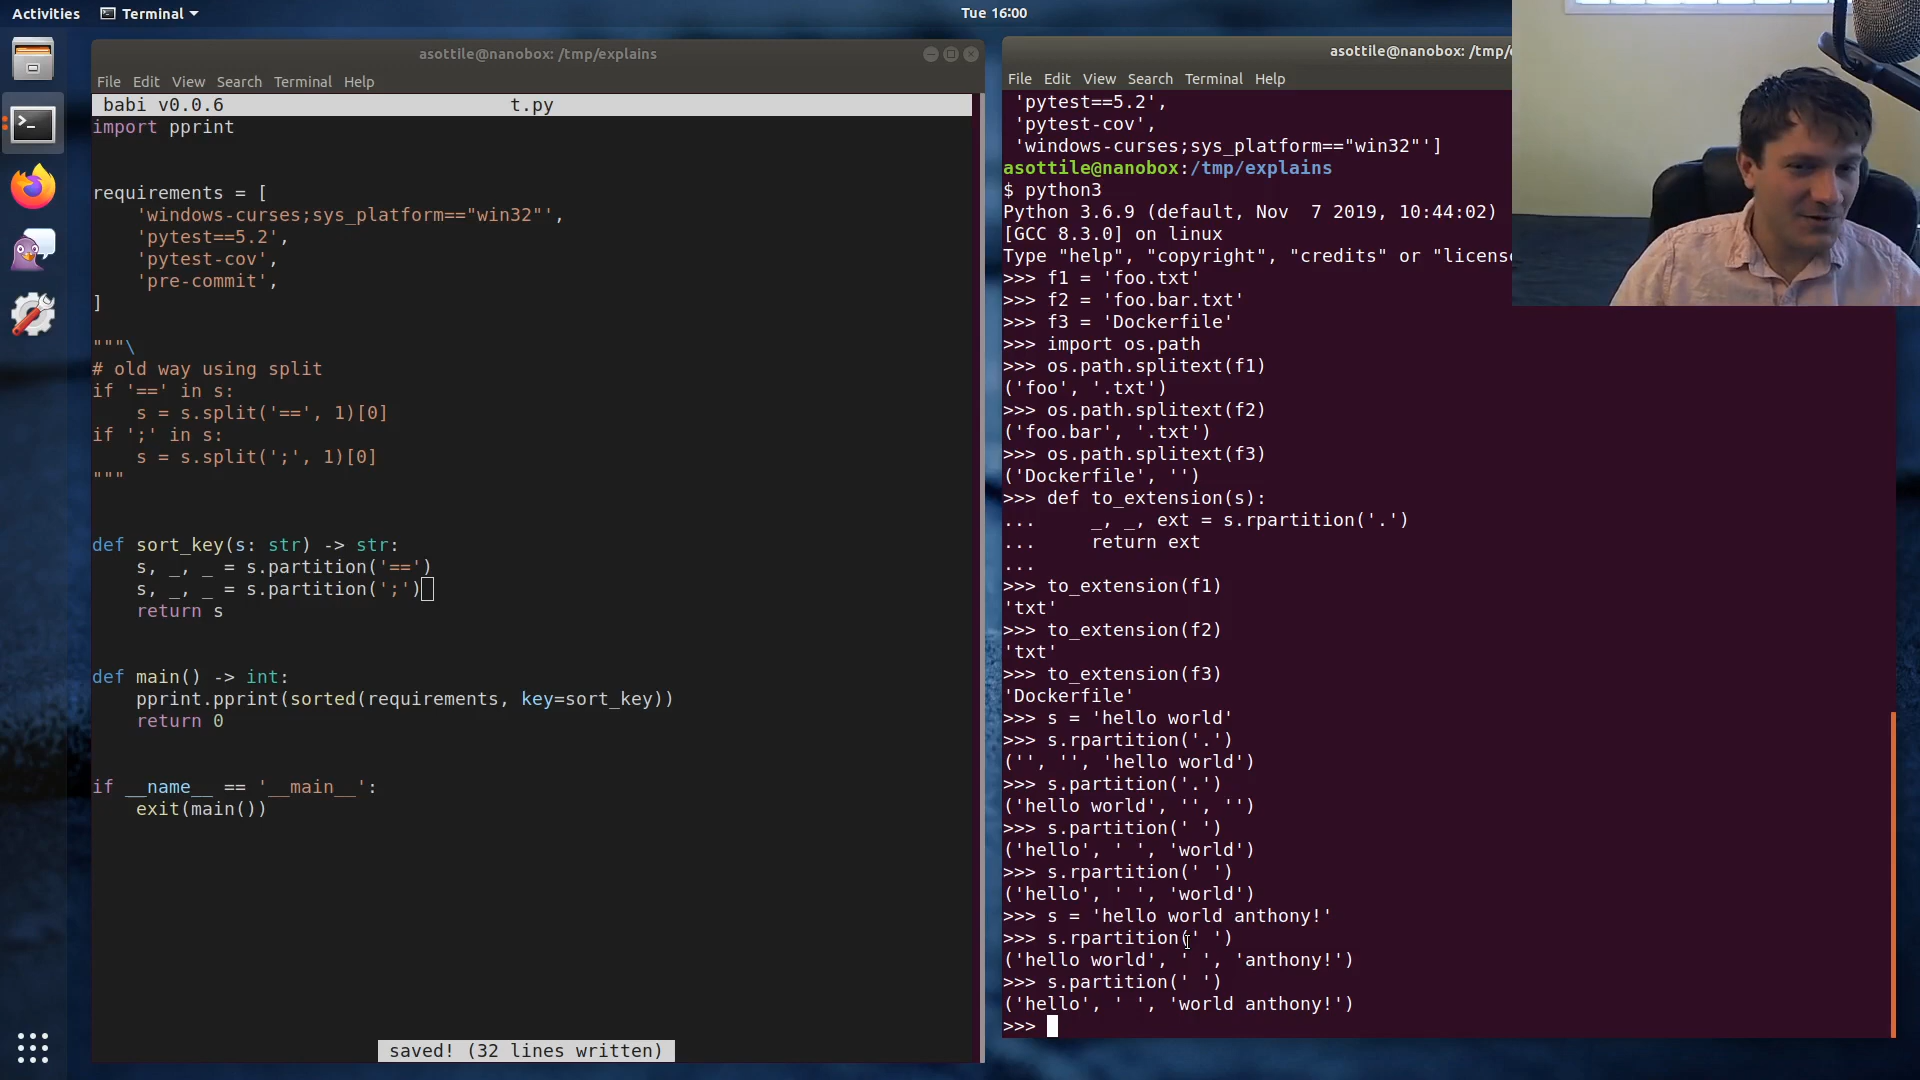 Activities
Terminal
Tue 16:00
asottile@nanobox: /tmp/explains
File Edit View Search Terminal Help
babi v0.0.6 t.py
import pprint
requirements = [
    'windows-curses;sys_platform=="win32"',
    'pytest==5.2',
    'pytest-cov',
    'pre-commit',
]
"""\
# old way using split
if '==' in s:
    s = s.split('==', 1)[0]
if ';' in s:
    s = s.split(';', 1)[0]
"""
def sort_key(s: str) -> str:
    s, _, _ = s.partition('==')
    s, _, _ = s.partition(';')
    return s
def main() -> int:
    pprint.pprint(sorted(requirements, key=sort_key))
    return 0
if __name__ == '__main__':
    exit(main())
saved! (32 lines written)
asottile@nanobox: /tmp/
File Edit View Search Terminal Help
 'pytest==5.2',
 'pytest-cov',
 'windows-curses;sys_platform=="win32"']
asottile@nanobox:/tmp/explains
$ python3
Python 3.6.9 (default, Nov  7 2019, 10:44:02)
[GCC 8.3.0] on linux
Type "help", "copyright", "credits" or "license
>>> f1 = 'foo.txt'
>>> f2 = 'foo.bar.txt'
>>> f3 = 'Dockerfile'
>>> import os.path
>>> os.path.splitext(f1)
('foo', '.txt')
>>> os.path.splitext(f2)
('foo.bar', '.txt')
>>> os.path.splitext(f3)
('Dockerfile', '')
>>> def to_extension(s):
...     _, _, ext = s.rpartition('.')
...     return ext
...
>>> to_extension(f1)
'txt'
>>> to_extension(f2)
'txt'
>>> to_extension(f3)
'Dockerfile'
>>> s = 'hello world'
>>> s.rpartition('.')
('', '', 'hello world')
>>> s.partition('.')
('hello world', '', '')
>>> s.partition(' ')
('hello', ' ', 'world')
>>> s.rpartition(' ')
('hello', ' ', 'world')
>>> s = 'hello world anthony!'
>>> s.rpartition(' ')
('hello world', ' ', 'anthony!')
>>> s.partition(' ')
('hello', ' ', 'world anthony!')
>>>